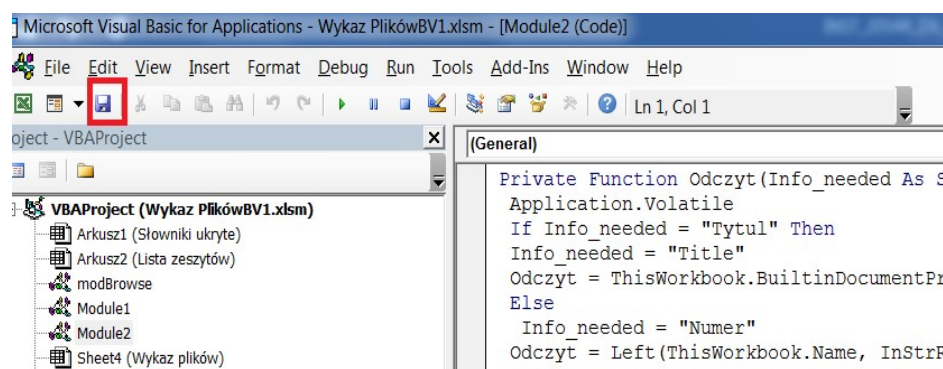 Microsoft Visual Basic for Applications - Wykaz PlikówBV1.xlsm - [Module2 (Code)]
File Edit View Insert Format Debug Run Tools Add-Ins Window Help
Ln 1, Col 1
oject - VBAProject
(General)
VBAProject (Wykaz PlikówBV1.xlsm)
Arkusz1 (Słowniki ukryte)
Arkusz2 (Lista zeszytów)
modBrowse
Module1
Module2
Sheet4 (Wykaz plików)
Private Function Odczyt(Info_needed As S
Application.Volatile
If Info_needed = "Tytul" Then
Info_needed = "Title"
Odczyt = ThisWorkbook.BuiltinDocumentPr
Else
Info_needed = "Numer"
Odczyt = Left(ThisWorkbook.Name, InStrR